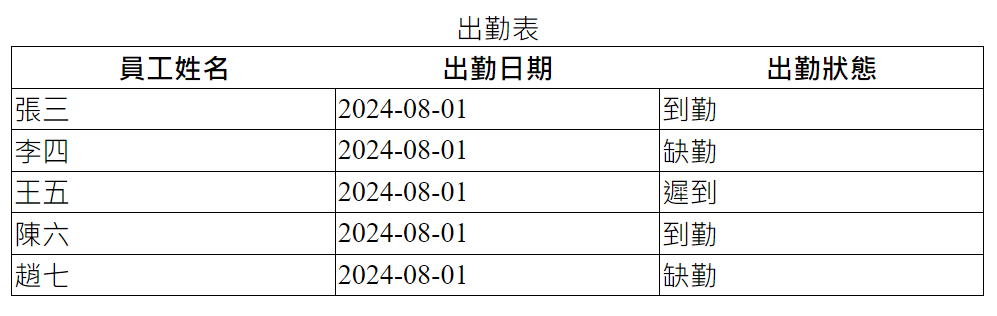 出勤表
員工姓名 出勤日期 出勤狀態
張三 2024-08-01 到勤
李四 2024-08-01 缺勤
王五 2024-08-01 遲到
陳六 2024-08-01 到勤
趙七 2024-08-01 缺勤